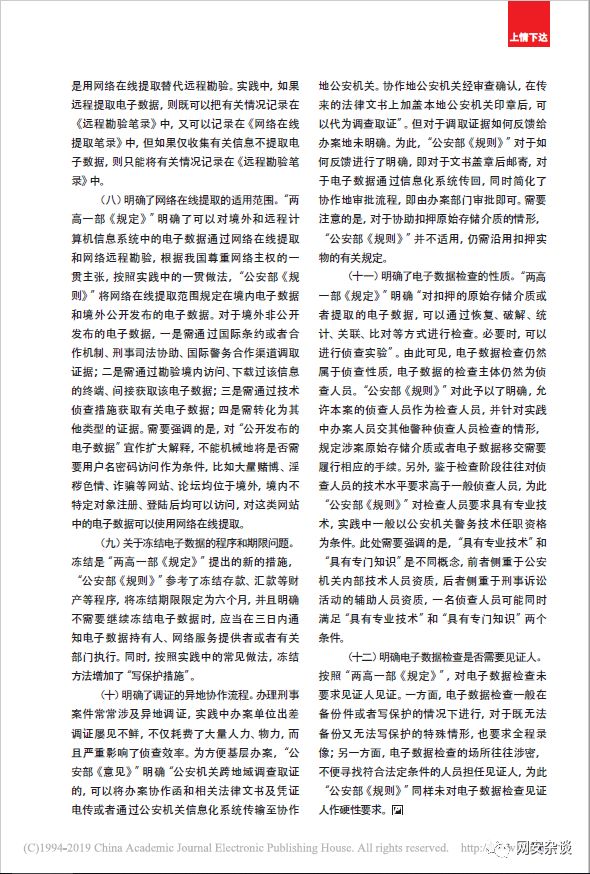 上情下达
是用网络在线提取替代远程勘验。实践中，如果
远程提取电子数据，则既可以把有关情况记录在
《远程勘验笔录》中，又可以记录在《网络在线
提取笔录》中，但如果仅收集有关信息不提取电
子数据，则只能将有关情况记录在《远程勘验笔
录》中。
（八）明确了网络在线提取的适用范围。“两
高一部《规定》”明确了可以对境外和远程计
算机信息系统中的电子数据通过网络在线提取
和网络远程勘验，根据我国尊重网络主权的一
贯主张，按照实践中的一贯做法，“公安部《规
则》”将网络在线提取范围规定在境内电子数据
和境外公开发布的电子数据。对于境外非公开
发布的电子数据，一是需通过国际条约或者合
作机制、刑事司法协助、国际警务合作渠道调取
证据；二是需通过勘验境内访问、下载过该信息
的终端、间接获取该电子数据；三是需通过技术
侦查措施获取有关电子数据；四是需转化为其
他类型的证据。需要强调的是，对“公开发布的
电子数据”宜作扩大解释，不能机械地将是否需
要用户名密码访问作为条件，比如大量赌博、淫
秽色情、诈骗等网站、论坛均位于境外，境内不
特定对象注册、登陆后均可以访问，对这类网站
中的电子数据可以使用网络在线提取。
（九）关于冻结电子数据的程序和期限问题。
冻结是“两高一部《规定》”提出的新的措施，
“公安部《规则》”参考了冻结存款、汇款等财
产等程序，将冻结期限限定为六个月，并且明确
不需要继续冻结电子数据时，应当在三日内通
知电子数据持有人、网络服务提供者或者有关
部门执行。同时，按照实践中的常见做法，冻结
方法增加了“写保护措施”。
（十）明确了调证的异地协作流程。办理刑事
案件常常涉及异地调证，实践中办案单位出差
调证屡见不鲜，不仅耗费了大量人力、物力，而
且严重影响了侦查效率。为方便基层办案，“公
安部《意见》”明确“公安机关跨地域调查取证
的，可以将办案协作函和相关法律文书及凭证
电传或者通过公安机关信息化系统传输至协作
地公安机关。协作地公安机关经审查确认，在传
来的法律文书上加盖本地公安机关印章后，可
以代为调查取证”。但对于调取证据如何反馈给
办案地未明确。为此，“公安部《规则》”对于如
何反馈进行了明确，即对于文书盖章后邮寄，对
于电子数据通过信息化系统传回，同时简化了
协作地审批流程，即由办案部门审批即可。需要
注意的是，对于协助扣押原始存储介质的情形，
“公安部《规则》”并不适用，仍需沿用扣押实
物的有关规定。
（十一）明确了电子数据检查的性质。“两高
一部《规定》”明确“对扣押的原始存储介质或
者提取的电子数据，可以通过恢复、破解、统
计、关联、比对等方式进行检查。必要时，可以
进行侦查实验”。由此可见，电子数据检查仍然
属于侦查性质，电子数据的检查主体仍然为侦
查人员。“公安部《规则》”对此予以了明确，允
许本案的侦查人员作为检查人员，并针对实践
中办案人员交其他警种侦查人员检查的情形，
规定涉案原始存储介质或者电子数据移交需要
履行相应的手续。另外，鉴于检查阶段往往对侦
查人员的技术水平要求高于一般侦查人员，为此
“公安部《规则》”对检查人员要求具有专业技
术，实践中一般以公安机关警务技术任职资格
为条件。此处需要强调的是，“具有专业技术”和
“具有专门知识”是不同概念，前者侧重于公安
机关内部技术人员资质，后者侧重于刑事诉讼
活动的辅助人员资质，一名侦查人员可能同时
满足“具有专业技术”和“具有专门知识”两个
条件。
（十二）明确电子数据检查是否需要见证人。
按照“两高一部《规定》”，对电子数据检查未
要求见证人见证。一方面，电子数据检查一般在
备份件或者写保护的情况下进行，对于既无法
备份又无法写保护的特殊情形，也要求全程录
像；另一方面，电子数据检查的场所往往涉密，
不便寻找符合法定条件的人员担任见证人，为此
“公安部《规则》”同样未对电子数据检查见证
人作硬性要求。
(C)1994-2019 China Academic Journal Electronic Publishing House. All rights reserved. http://
网安杂谈